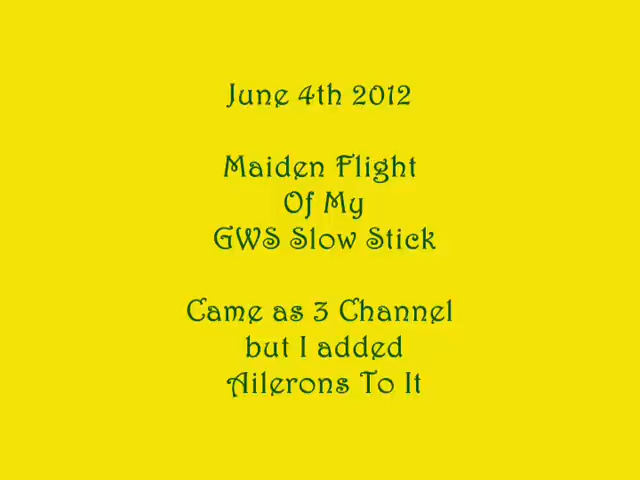 June 4th 2012
Maiden Flight
Of My
GWS Slow Stick
Came as 3 Channel
but I added
Ailerons To It